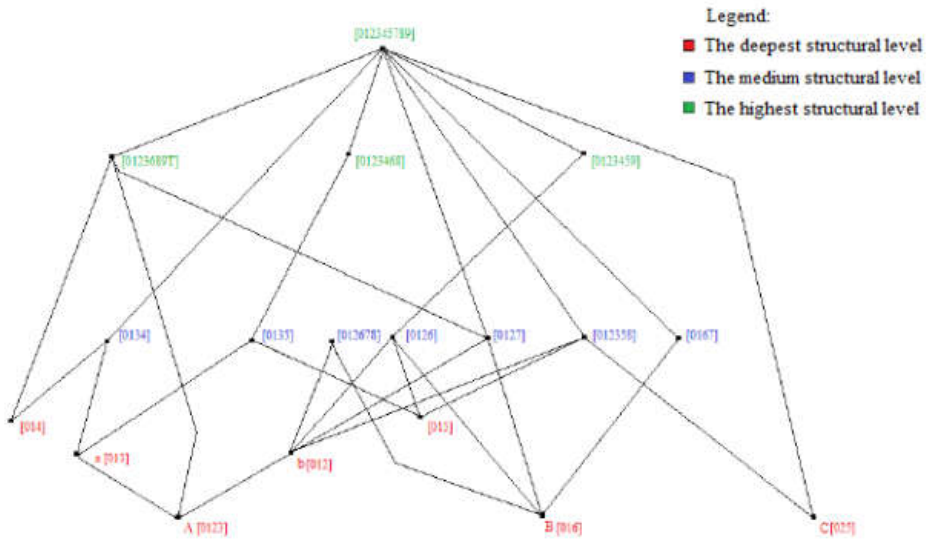 Legend:
The deepest structural level
The medium structural level
The highest structural level
[012345789]
[0123689T]
[0123468]
[0123459]
[0134]
[0135]
[012678]
[0126]
[0127]
[012358]
[0167]
[014]
a [013]
b [012]
[015]
A [0123]
B [016]
C [025]